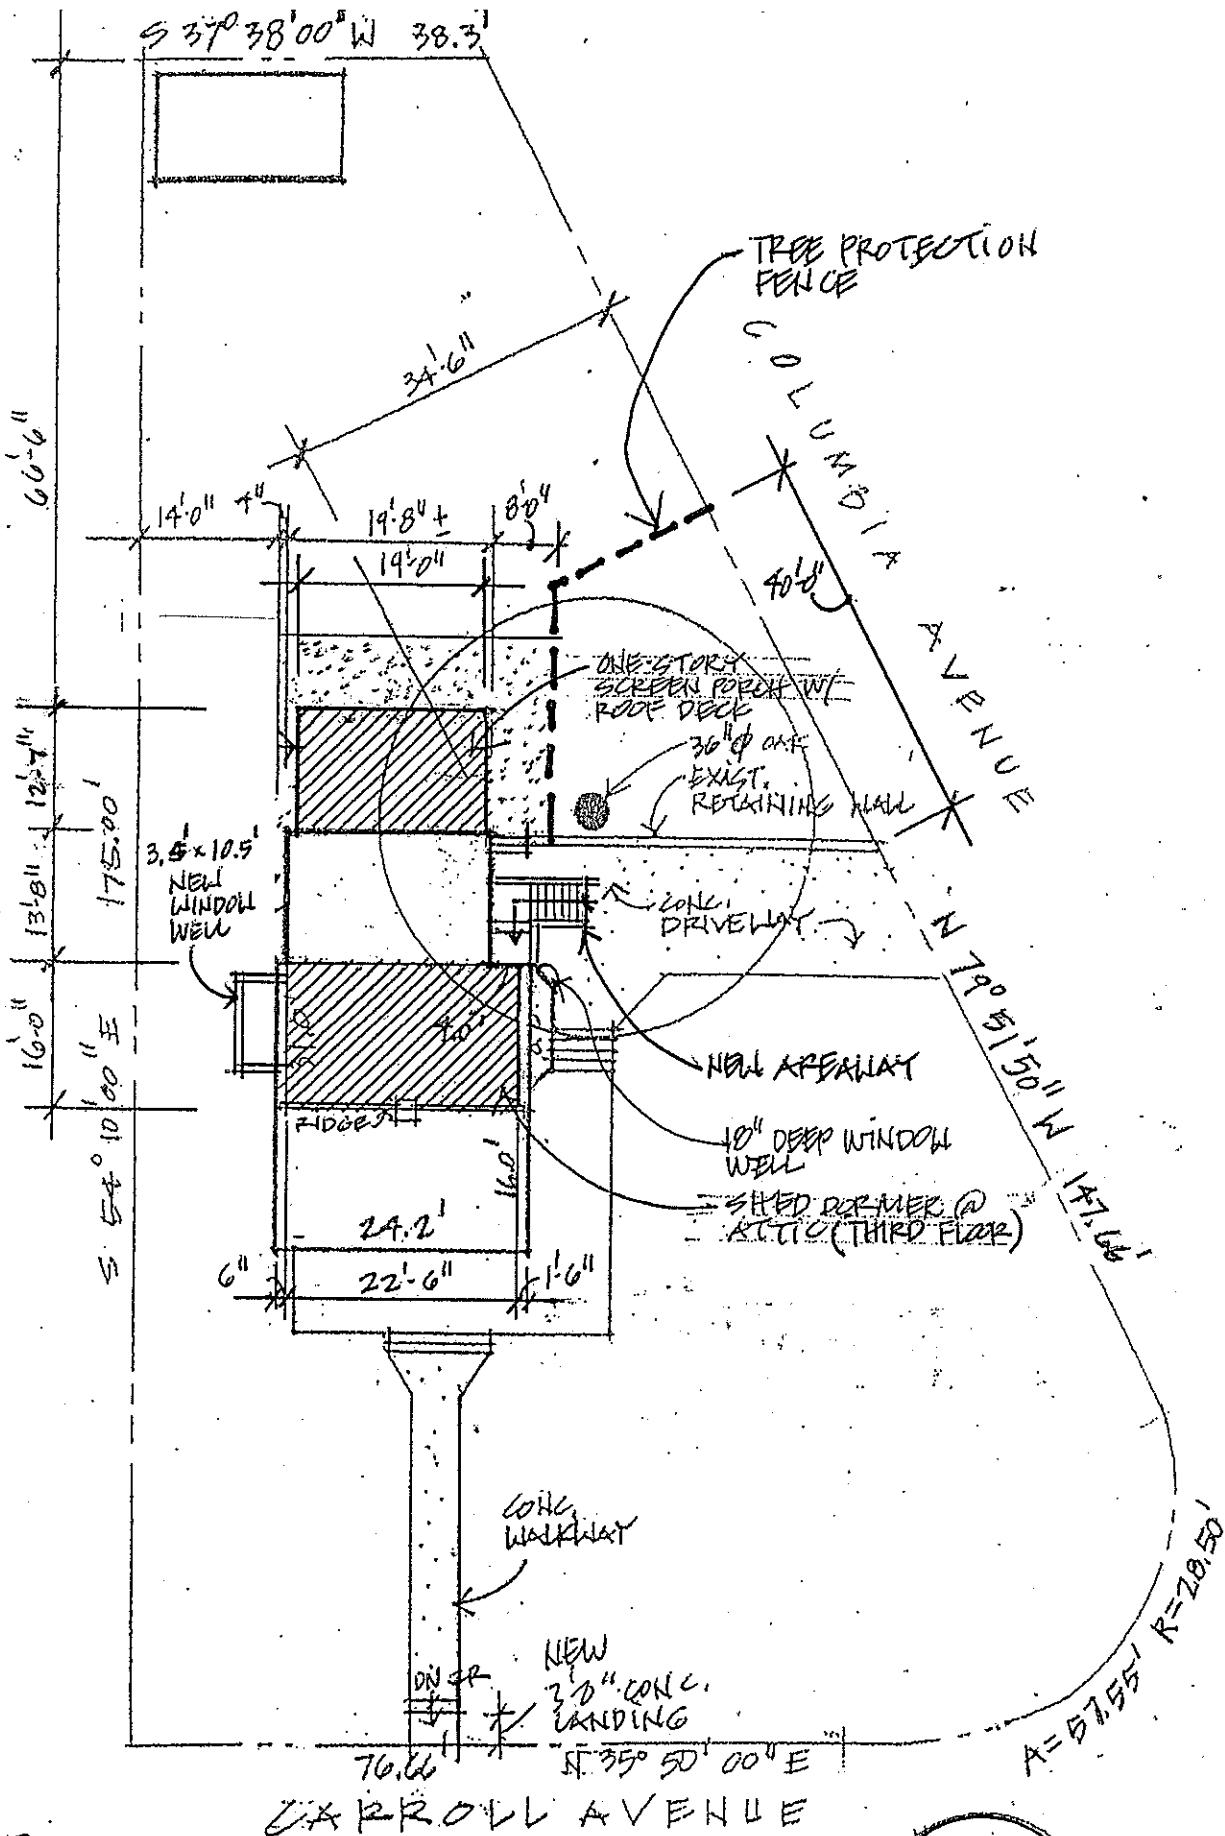 S 37° 38' 00" W 38.3'
TREE PROTECTION
FENCE
COLUMBIA AVENUE
34'-6"
66'-6"
14'-0"
4"
19'-8" ±
8'-0"
19'-0"
40'-0"
ONE-STORY
SCREEN PORCH W/
ROOF DECK
36" Ø OAK
EXIST.
RETAINING WALL
12'-7"
175.00'
13'-8"
3.5' x 10.5'
NEW
WINDOW
WELL
CONC.
DRIVEWAY
N 79° 51' 50" W 147.66'
16'-0"
NEW AREAWAY
RIDGE
16.0'
18" DEEP WINDOW
WELL
SHED DORMER @
ATTIC (THIRD FLOOR)
S 54° 10' 00" E
24.2'
6"
22'-6"
1'-6"
CONC.
WALKWAY
NEW
3'-0" CONC.
LANDING
DN
76.66'
N 35° 50' 00" E
A=57.55' R=28.50'
CARROLL AVENUE